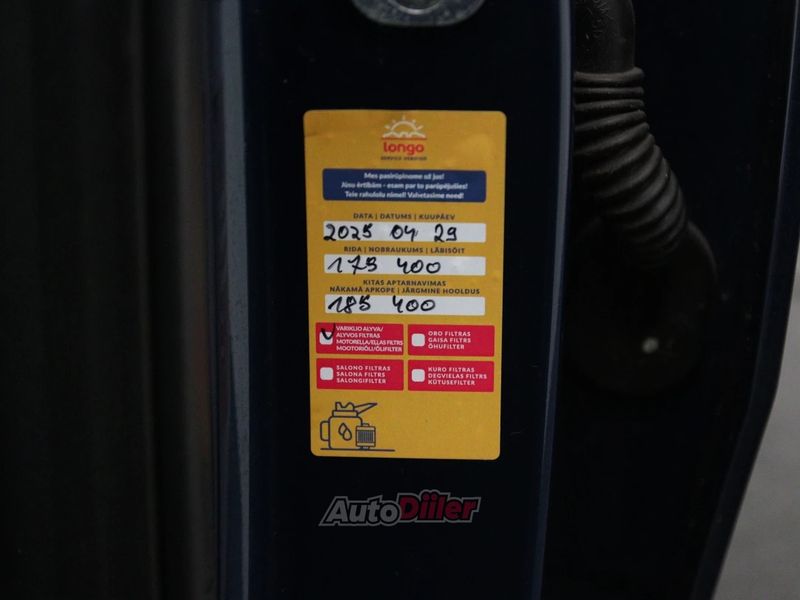 longo
SERVICE VERIFIED
Mes pasirūpinome už jus!
Jūsu ērtībām - esam par to parūpējušies!
Teie rahulolu nimel! Vahetasime need!
DATA | DATUMS | KUUPÄEV
2025 04 29
RIDA | NOBRAUKUMS | LÄBISÕIT
175 400
KITAS APTARNAVIMAS
NĀKAMĀ APKOPE | JÄRGMINE HOOLDUS
185 400
VARIKLIO ALYVA/
ALYVOS FILTRAS
MOTORELLA/EĻĻAS FILTRS
MOOTORIÕLI/ÕLIFILTER
ORO FILTRAS
GAISA FILTRS
ÕHUFILTER
SALONO FILTRAS
SALONA FILTRS
SALONGIFILTER
KURO FILTRAS
DEGVIELAS FILTRS
KÜTUSEFILTER
AutoDiiler